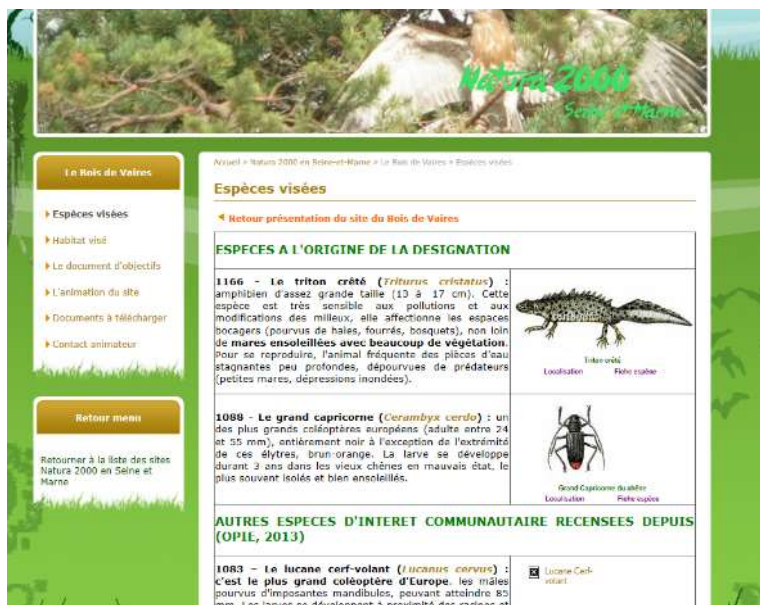 Natura 2000
Seine et Marne
Le Bois de Vaires
Espèces visées
Habitat visé
Le document d'objectifs
L'animation du site
Documents à télécharger
Contact animateur
Retour menu
Retourner à la liste des sites
Natura 2000 en Seine et
Marne
Accueil > Natura 2000 en Seine-et-Marne > Le Bois de Vaires > Espèces visées
Espèces visées
Retour présentation du site du Bois de Vaires
ESPECES A L'ORIGINE DE LA DESIGNATION
1166 - Le triton crêté (Triturus cristatus) :
amphibien d'assez grande taille (13 à 17 cm). Cette
espèce est très sensible aux pollutions et aux
modifications des milieux, elle affectionne les espaces
bocagers (pourvus de haies, fourrés, bosquets), non loin
de mares ensoleillées avec beaucoup de végétation.
Pour se reproduire, l'animal fréquente des pièces d'eau
stagnantes peu profondes, dépourvues de prédateurs
(petites mares, dépressions inondées).
Triton crêté
Localisation Fiche espèce
1088 - Le grand capricorne (Cerambyx cerdo) : un
des plus grands coléoptères européens (adulte entre 24
et 55 mm), entièrement noir à l'exception de l'extrémité
de ces élytres, brun-orange. La larve se développe
durant 3 ans dans les vieux chênes en mauvais état, le
plus souvent isolés et bien ensoleillés.
Grand Capricorne du chêne
Localisation Fiche espèce
AUTRES ESPECES D'INTERET COMMUNAUTAIRE RECENSEES DEPUIS
(OPIE, 2013)
1083 – Le lucane cerf-volant (Lucanus cervus) :
c'est le plus grand coléoptère d'Europe, les mâles
pourvus d'imposantes mandibules, peuvent atteindre 85
mm. Les larves se développent à proximité des racines et
Lucane Cerf-
volant